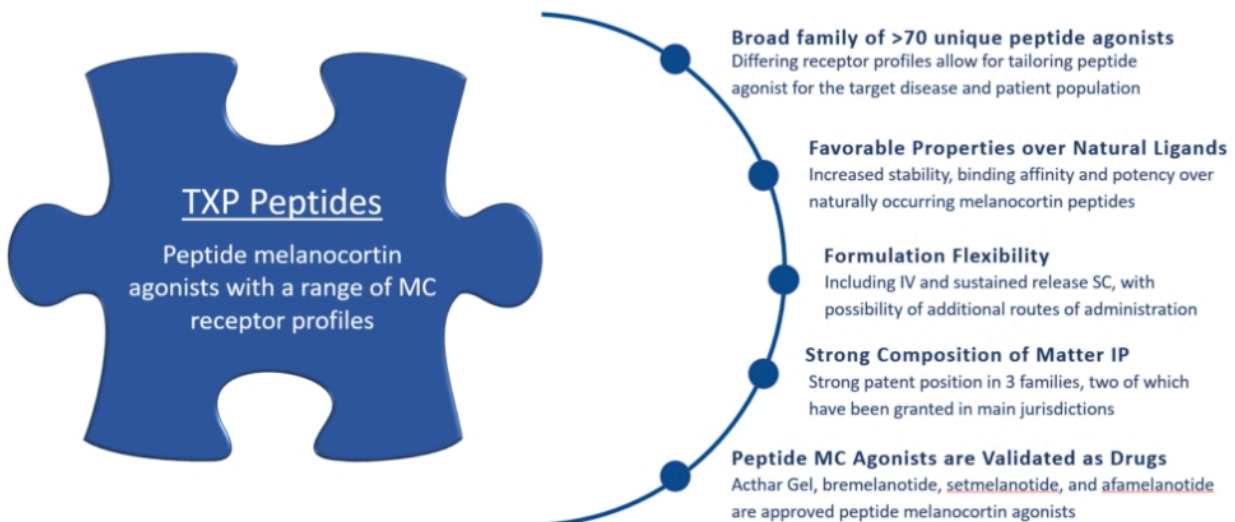 TXP Peptides
Peptide melanocortin
agonists with a range of MC
receptor profiles
Broad family of >70 unique peptide agonists
Differing receptor profiles allow for tailoring peptide
agonist for the target disease and patient population
Favorable Properties over Natural Ligands
Increased stability, binding affinity and potency over
naturally occurring melanocortin peptides
Formulation Flexibility
Including IV and sustained release SC, with
possibility of additional routes of administration
Strong Composition of Matter IP
Strong patent position in 3 families, two of which
have been granted in main jurisdictions
Peptide MC Agonists are Validated as Drugs
Acthar Gel, bremelanotide, setmelanotide, and afamelanotide
are approved peptide melanocortin agonists